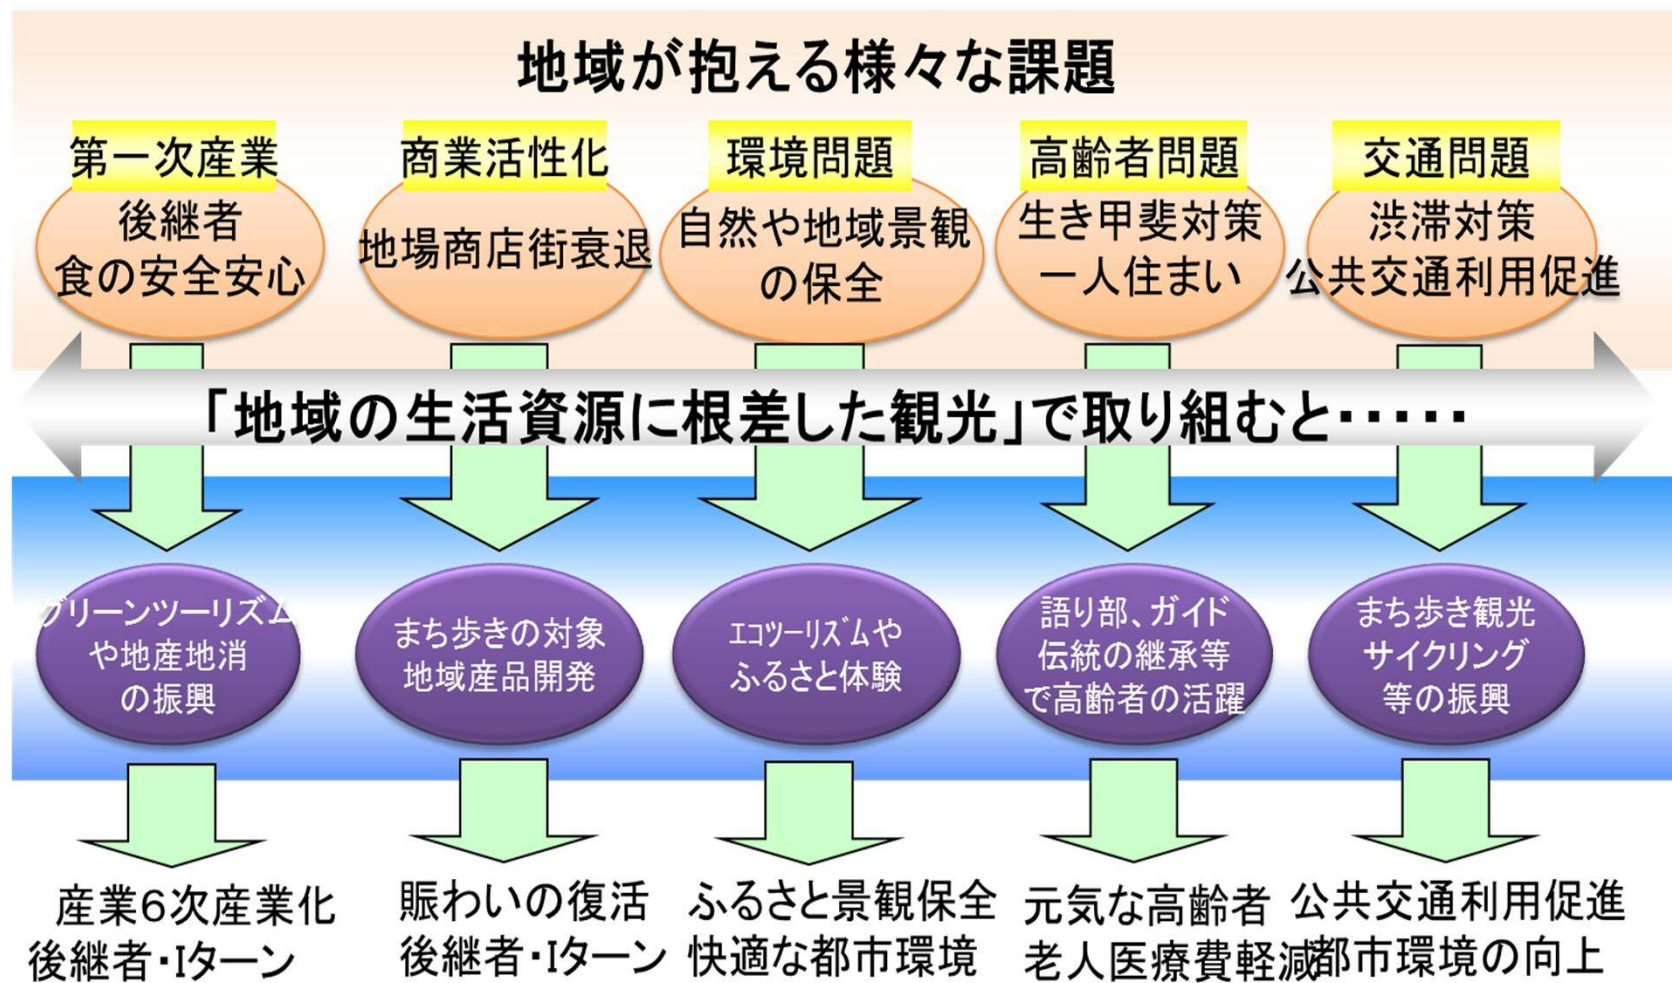 地域が抱える様々な課題
第一次産業
後継者
食の安全安心
商業活性化
地場商店街衰退
環境問題
自然や地域景観
の保全
高齢者問題
生き甲斐対策
一人住まい
交通問題
渋滞対策
公共交通利用促進
「地域の生活資源に根差した観光」で取り組むと・・・・・
グリーンツーリズム
や地産地消
の振興
まち歩きの対象
地域産品開発
ｴｺﾂｰﾘｽﾞﾑや
ふるさと体験
語り部、ガイド
伝統の継承等
で高齢者の活躍
まち歩き観光
サイクリング
等の振興
産業６次産業化
後継者・Iターン
賑わいの復活
後継者・Iターン
ふるさと景観保全
快適な都市環境
元気な高齢者
老人医療費軽減
公共交通利用促進
都市環境の向上